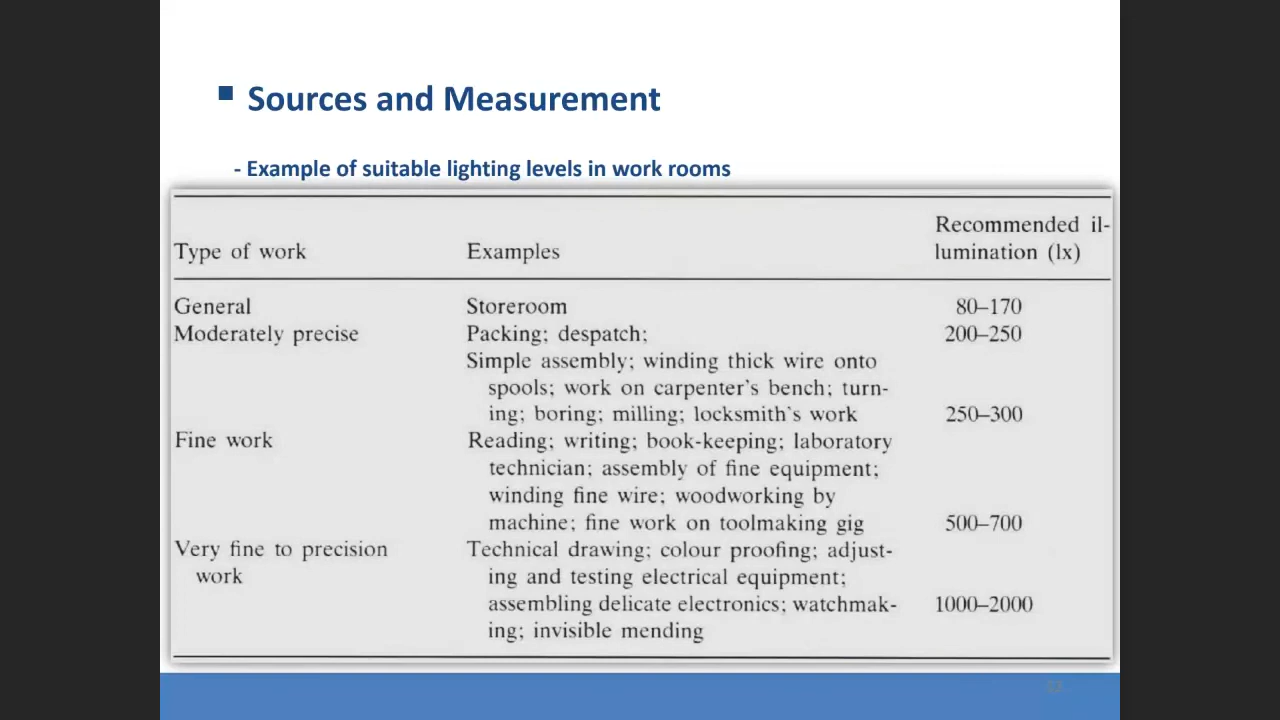 ▪ Sources and Measurement
- Example of suitable lighting levels in work rooms
Recommended il-
Type of work Examples lumination (lx)
General Storeroom 80–170
Moderately precise Packing; despatch; 200–250
Simple assembly; winding thick wire onto
spools; work on carpenter's bench; turn-
ing; boring; milling; locksmith's work 250–300
Fine work Reading; writing; book-keeping; laboratory
technician; assembly of fine equipment;
winding fine wire; woodworking by
machine; fine work on toolmaking gig 500–700
Very fine to precision Technical drawing; colour proofing; adjust-
work ing and testing electrical equipment;
assembling delicate electronics; watchmak- 1000–2000
ing; invisible mending